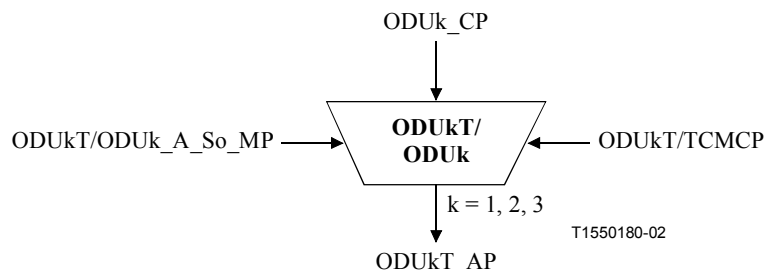 ODUk_CP
ODUkT/ODUk_A_So_MP
ODUkT/
ODUk
ODUkT/TCMCP
k = 1, 2, 3
T1550180-02
ODUkT_AP